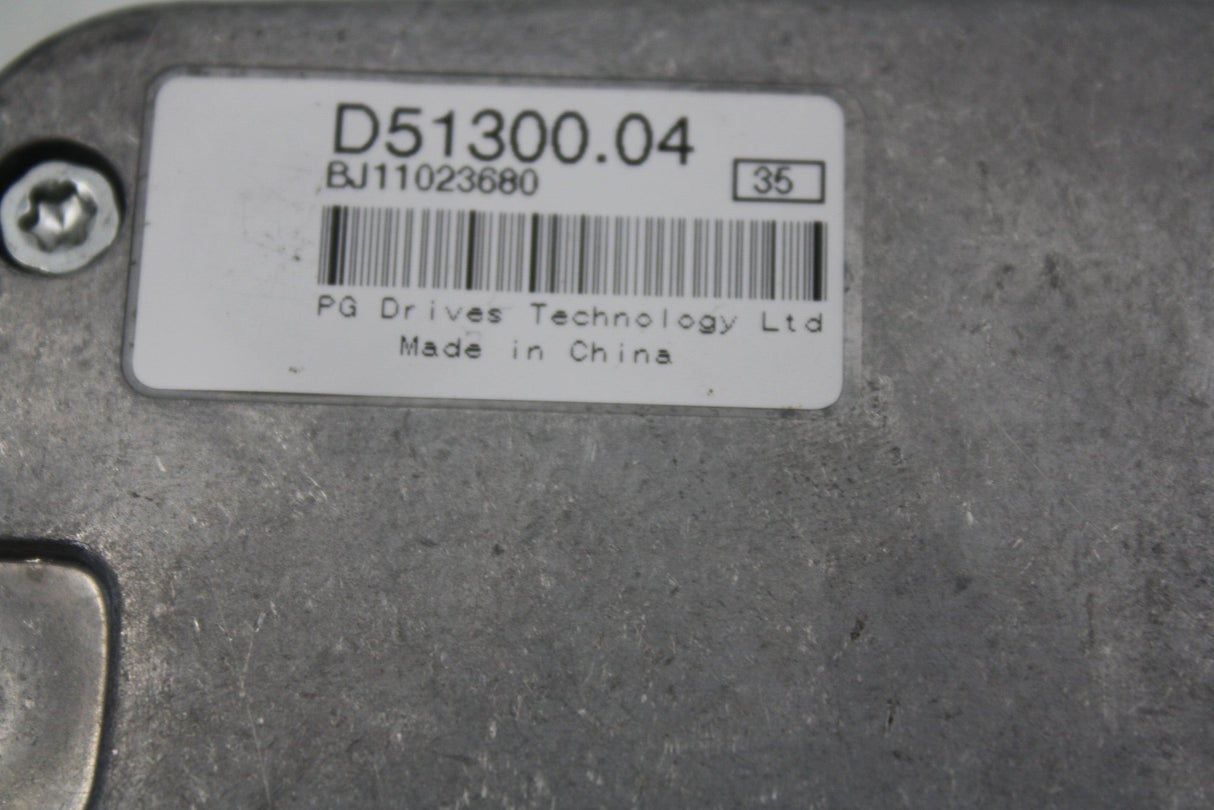 D51300.04
BJ11023680
35
PG Drives Technology Ltd
Made in China